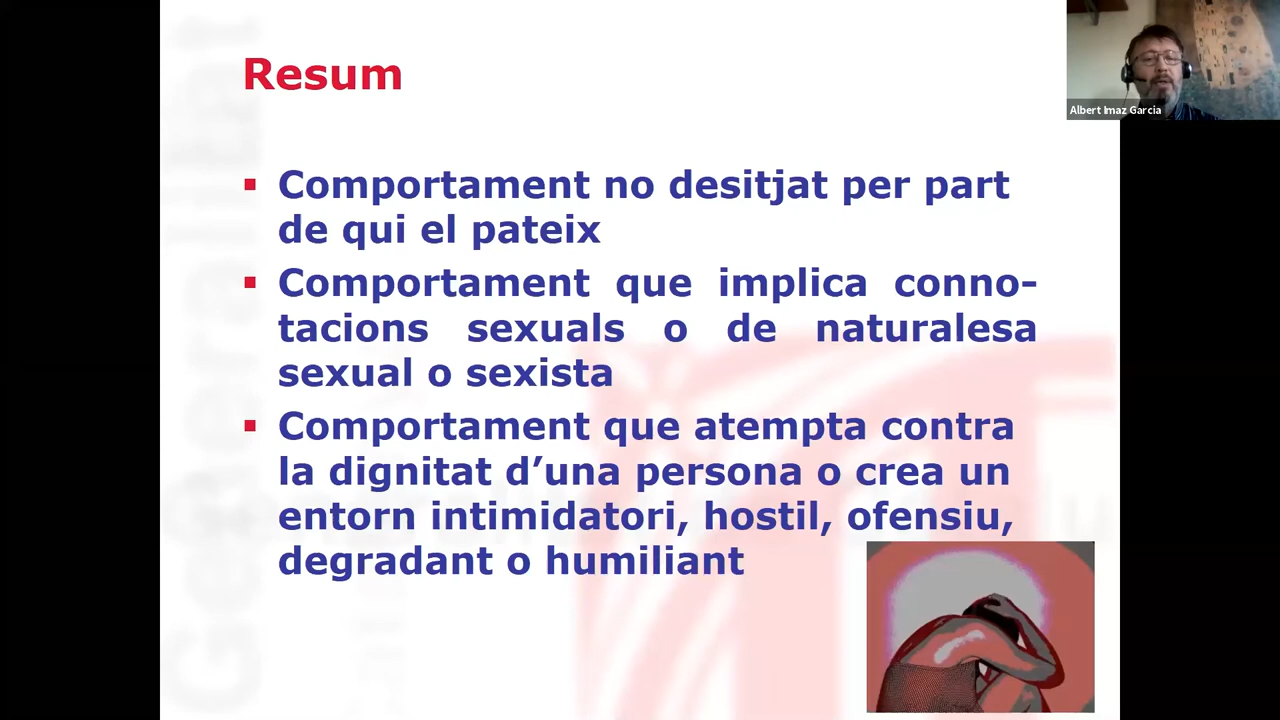 Resum
Albert Imaz Garcia
Comportament no desitjat per part
de qui el pateix
Comportament que implica conno-
tacions sexuals o de naturalesa
sexual o sexista
Comportament que atempta contra
la dignitat d’una persona o crea un
entorn intimidatori, hostil, ofensiu,
degradant o humiliant